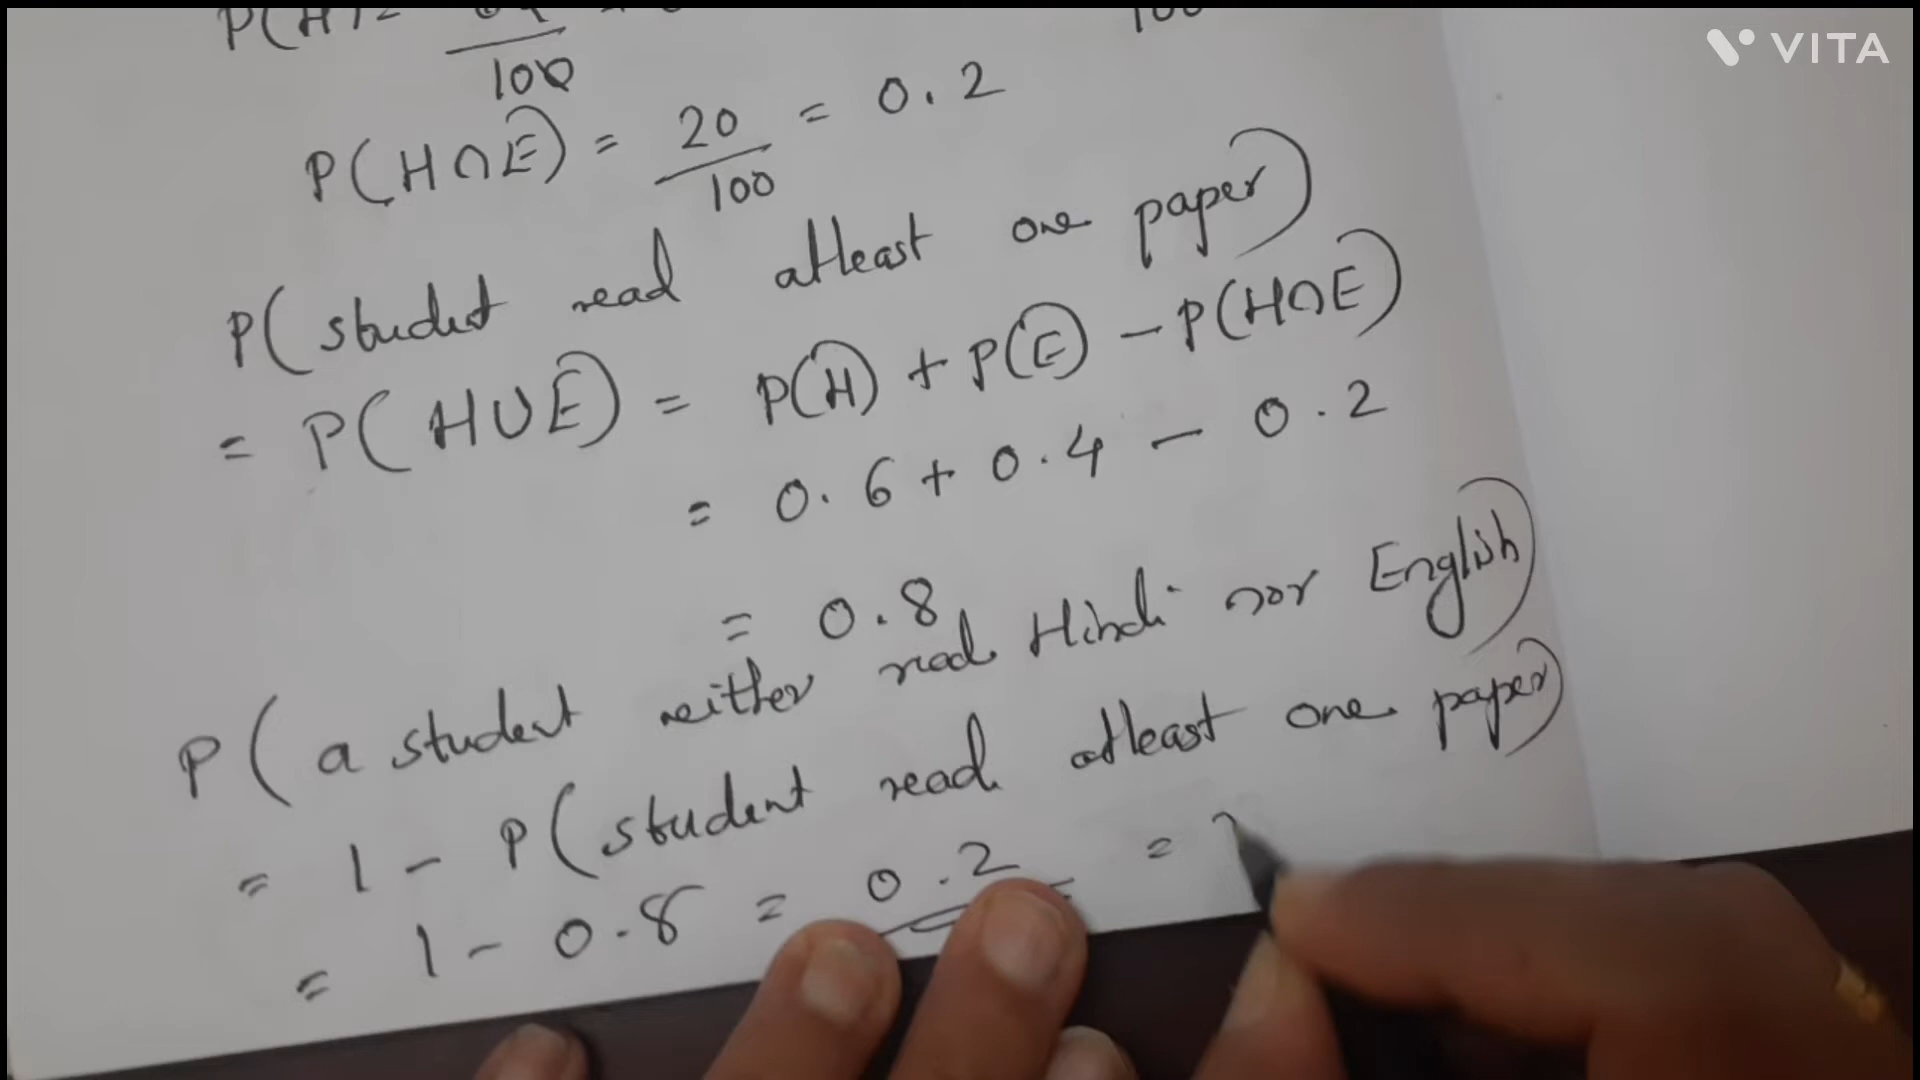 P(H)=
100
100
P(H∩E) = 20/100 = 0.2
P(student read atleast one paper)
= P(H∪E) = P(H) + P(E) - P(H∩E)
= 0.6 + 0.4 - 0.2
= 0.8
P(a student neither read Hindi nor English)
= 1 - P(student read atleast one paper)
= 1 - 0.8 = 0.2 =
VITA